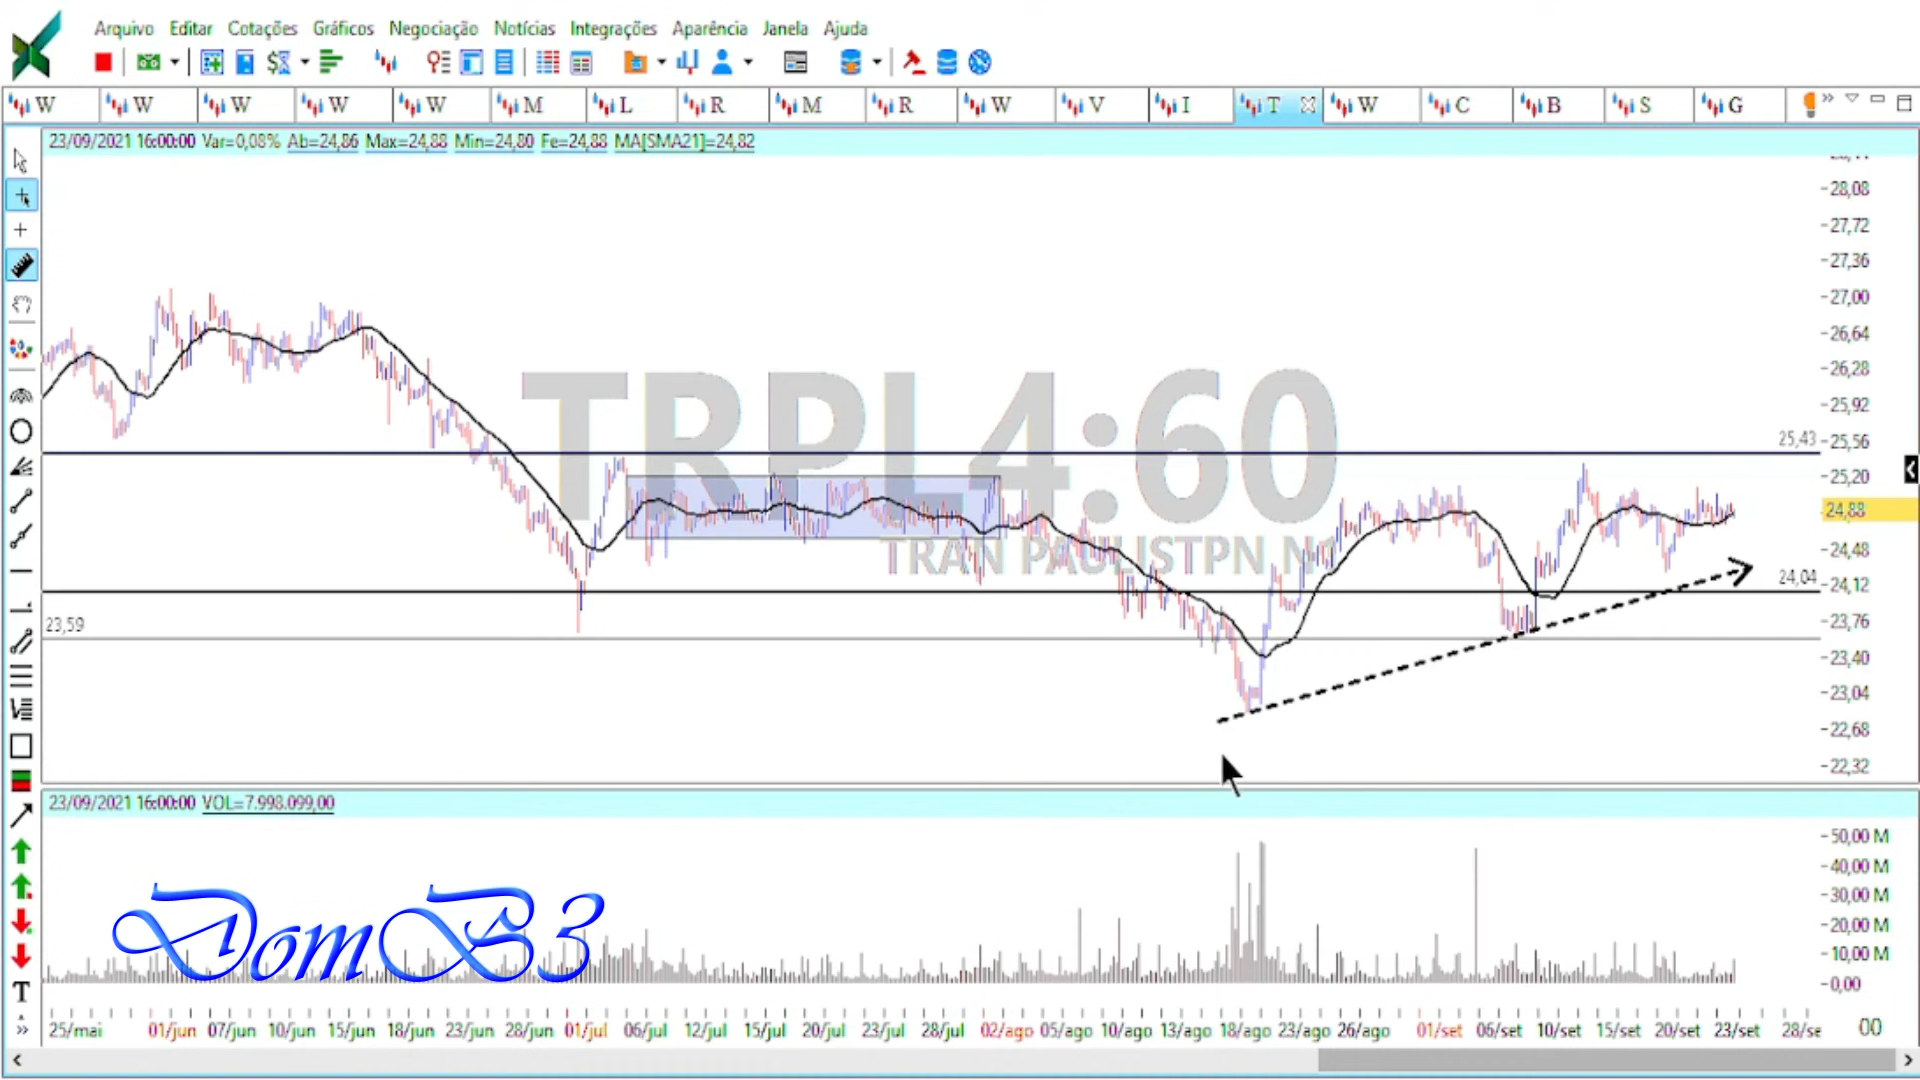 Arquivo Editar Cotações Gráficos Negociação Notícias Integrações Aparência Janela Ajuda
W W W W W M L R M R W V I T W C B S G
23/09/2021 16:00:00 Var=0,08% Ab=24,86 Max=24,88 Min=24,80 Fe=24,88 MA[SMA21]=24,82
28,08
27,72
27,36
27,00
26,64
26,28
25,92
25,43 25,56
25,20
24,88
24,48
24,04 24,12
23,76
23,59
23,40
23,04
22,68
22,32
TRPL4:60
TRAN PAULISTPN N1
23/09/2021 16:00:00 VOL=7.998.099,00
50,00 M
40,00 M
30,00 M
20,00 M
10,00 M
0,00
DomB3
T
25/mai 01/jun 07/jun 10/jun 15/jun 18/jun 23/jun 28/jun 01/jul 06/jul 12/jul 15/jul 20/jul 23/jul 28/jul 02/ago 05/ago 10/ago 13/ago 18/ago 23/ago 26/ago 01/set 06/set 10/set 15/set 20/set 23/set 28/se 00